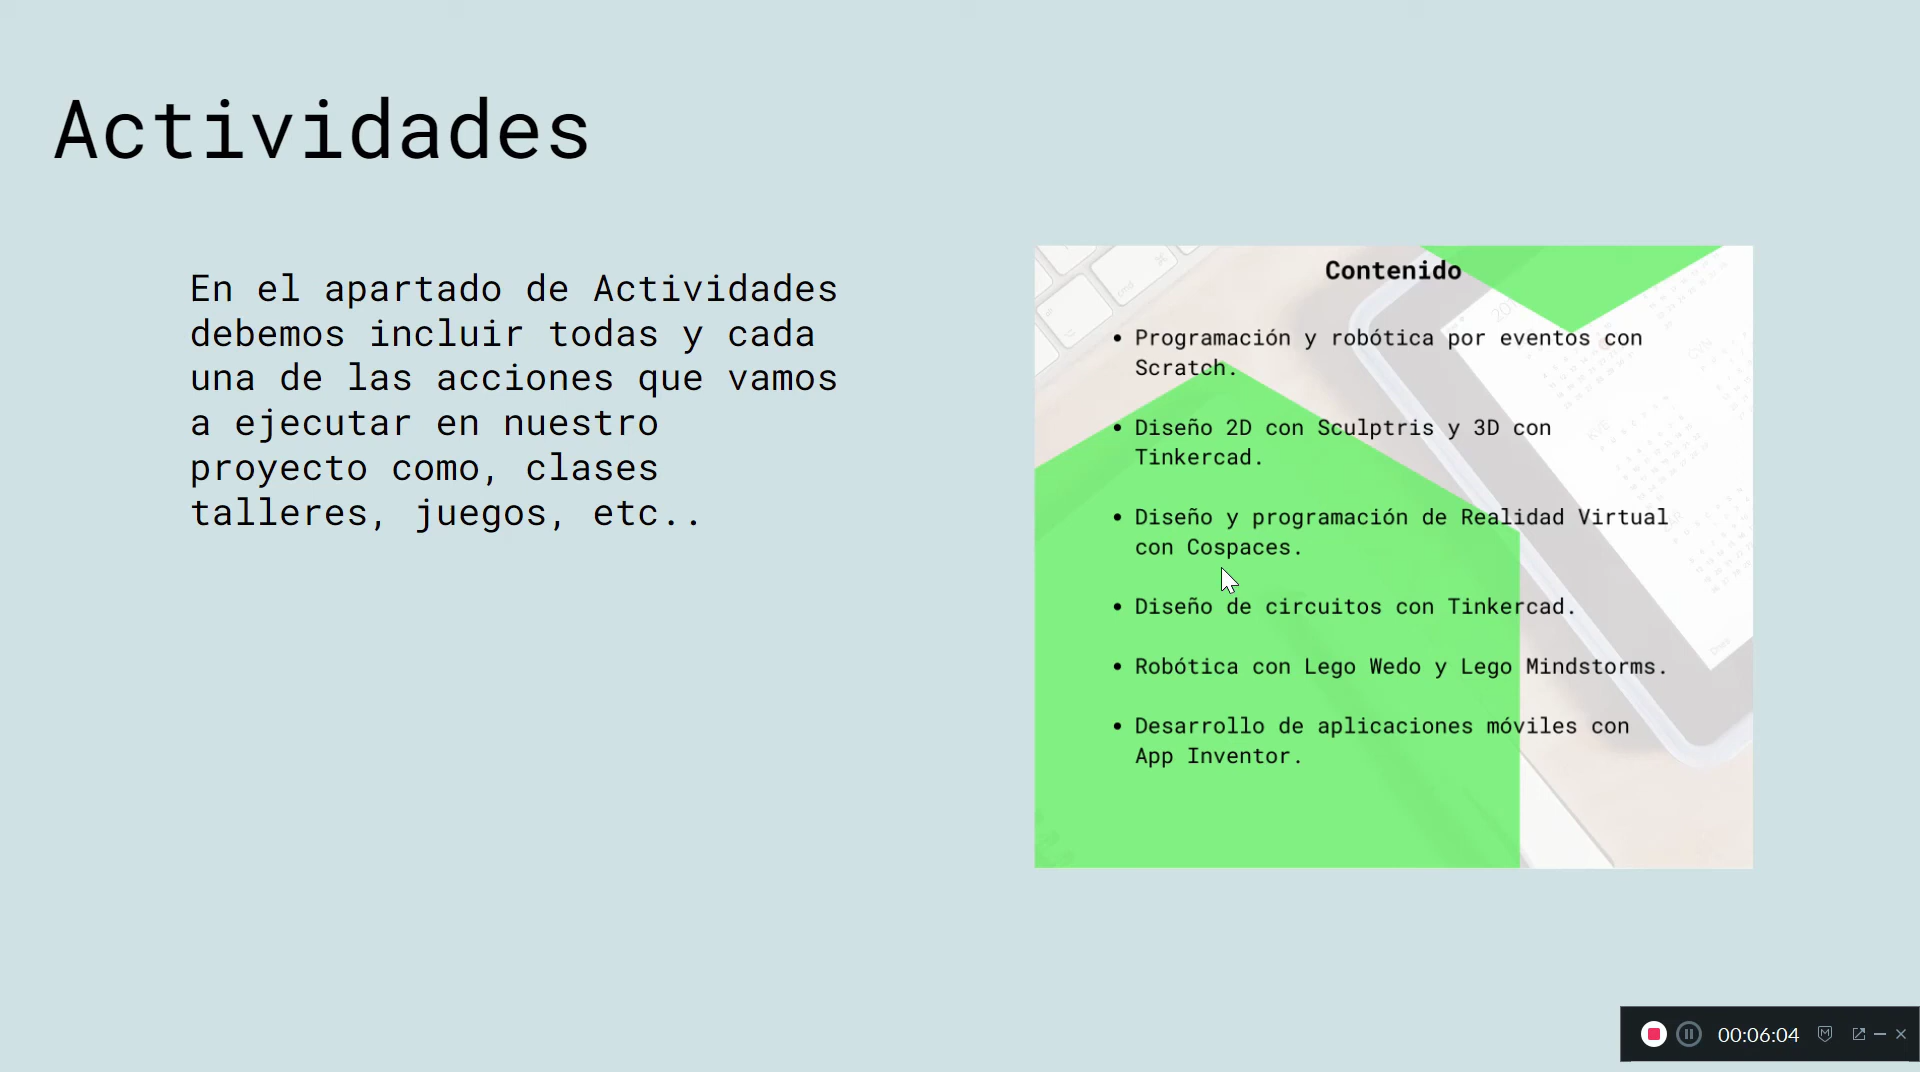 Actividades
En el apartado de Actividades
debemos incluir todas y cada
una de las acciones que vamos
a ejecutar en nuestro
proyecto como, clases
talleres, juegos, etc..
Contenido
• Programación y robótica por eventos con
Scratch.
• Diseño 2D con Sculptris y 3D con
Tinkercad.
• Diseño y programación de Realidad Virtual
con Cospaces.
• Diseño de circuitos con Tinkercad.
• Robótica con Lego Wedo y Lego Mindstorms.
• Desarrollo de aplicaciones móviles con
App Inventor.
00:06:04